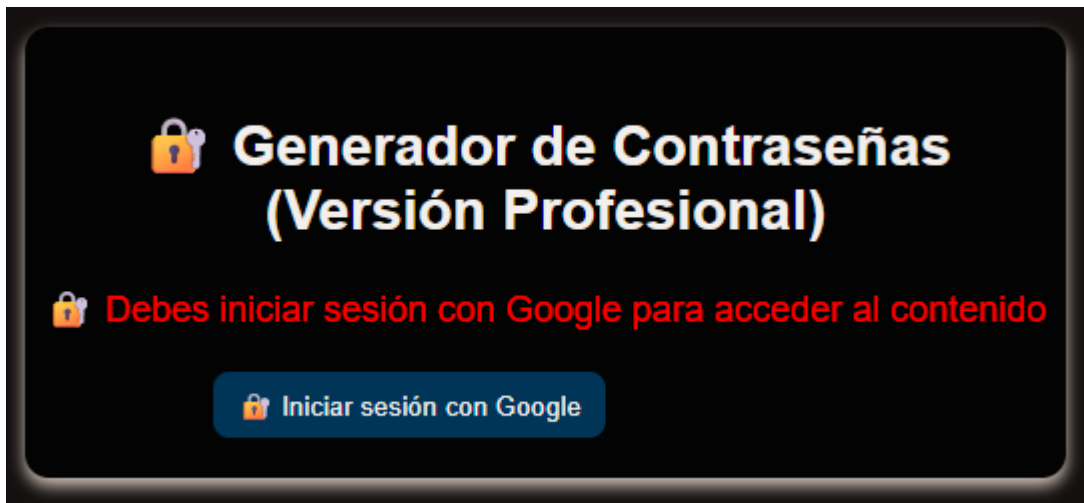 🔐 Generador de Contraseñas
(Versión Profesional)
🔐 Debes iniciar sesión con Google para acceder al contenido
🔐 Iniciar sesión con Google